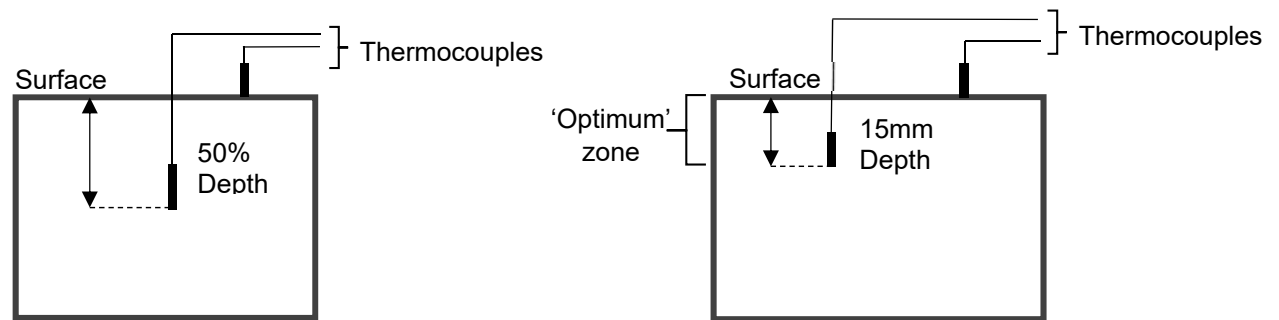 Thermocouples
Surface
50%
Depth
Thermocouples
Surface
‘Optimum’
zone
15mm
Depth